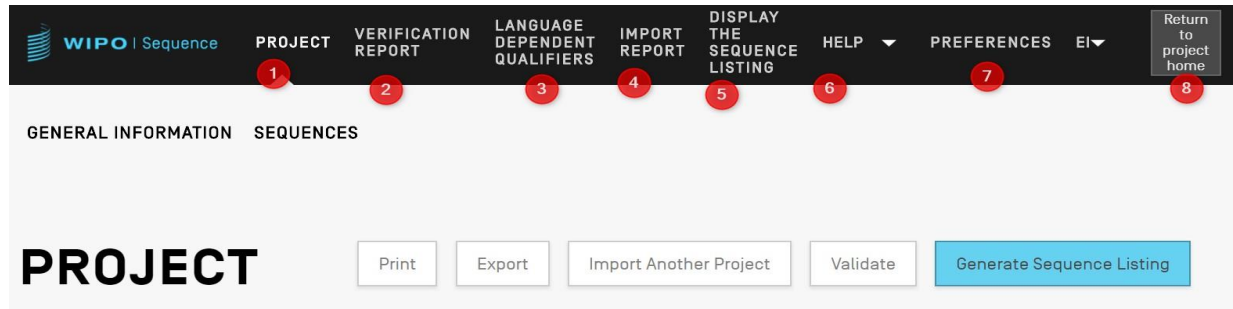 WIPO | Sequence
PROJECT
VERIFICATION
REPORT
LANGUAGE
DEPENDENT
QUALIFIERS
IMPORT
REPORT
DISPLAY
THE
SEQUENCE
LISTING
HELP
PREFERENCES
EI
Return
to
project
home
1
2
3
4
5
6
7
8
GENERAL INFORMATION SEQUENCES
PROJECT
Print
Export
Import Another Project
Validate
Generate Sequence Listing